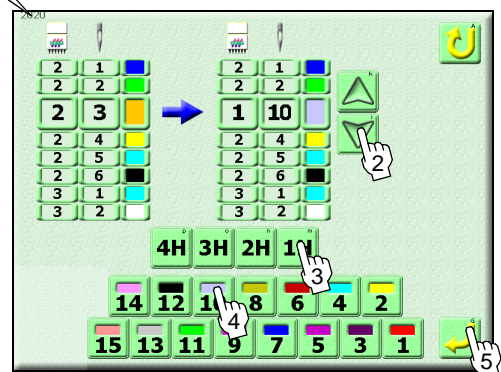 2020
A
2 1 2 1
2 2 2 2 h
2 3 1 10
2 4 2 4 i
2 5 2 5 2
2 6 2 6
3 1 3 1
3 2 3 2
p o n m
4H 3H 2H 1H
3
14 12 10 8 6 4 2
4 G
15 13 11 9 7 5 3 1
5